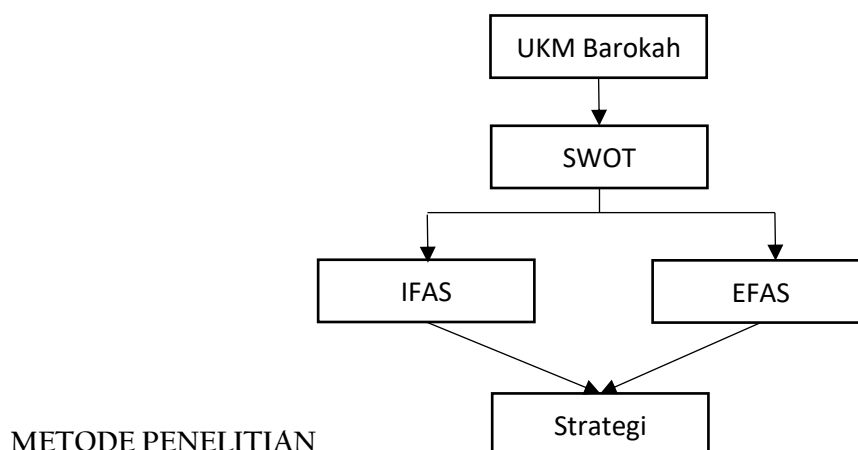 UKM Barokah
SWOT
IFAS
EFAS
Strategi
METODE PENELITIAN